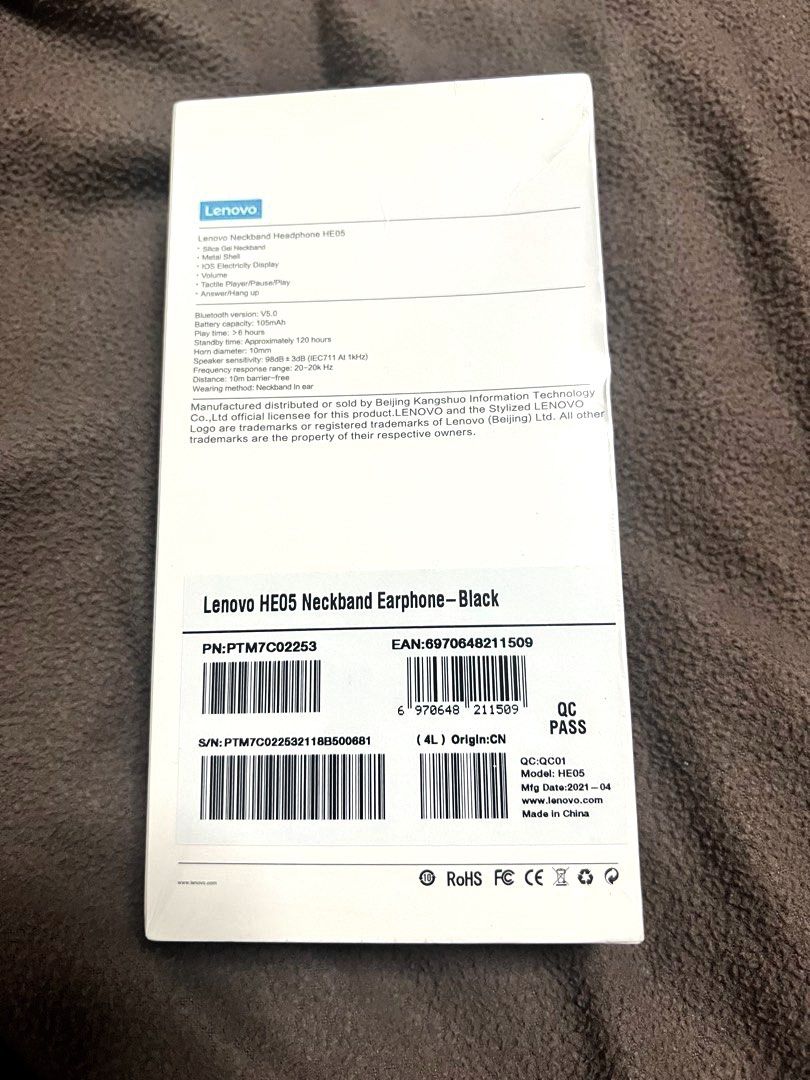 Lenovo
Lenovo Neckband Headphone HE05
• Silica Gel Neckband
• Metal Shell
• IOS Electricity Display
• Volume
• Tactile Player/Pause/Play
• Answer/Hang up
Bluetooth version: V5.0
Battery capacity: 105mAh
Play time: >6 hours
Standby time: Approximately 120 hours
Horn diameter: 10mm
Speaker sensitivity: 98dB ± 3dB (IEC711 At 1kHz)
Frequency response range: 20-20k Hz
Distance: 10m barrier-free
Wearing method: Neckband In ear
Manufactured distributed or sold by Beijing Kangshuo Information Technology
Co.,Ltd official licensee for this product.LENOVO and the Stylized LENOVO
Logo are trademarks or registered trademarks of Lenovo (Beijing) Ltd. All other
trademarks are the property of their respective owners.
Lenovo HE05 Neckband Earphone-Black
PN:PTM7C02253
EAN:6970648211509
6 970648 211509
QC
PASS
S/N: PTM7C022532118B500681
(4L) Origin:CN
QC:QC01
Model: HE05
Mfg Date:2021-04
www.lenovo.com
Made in China
www.lenovo.com
10 RoHS FC CE